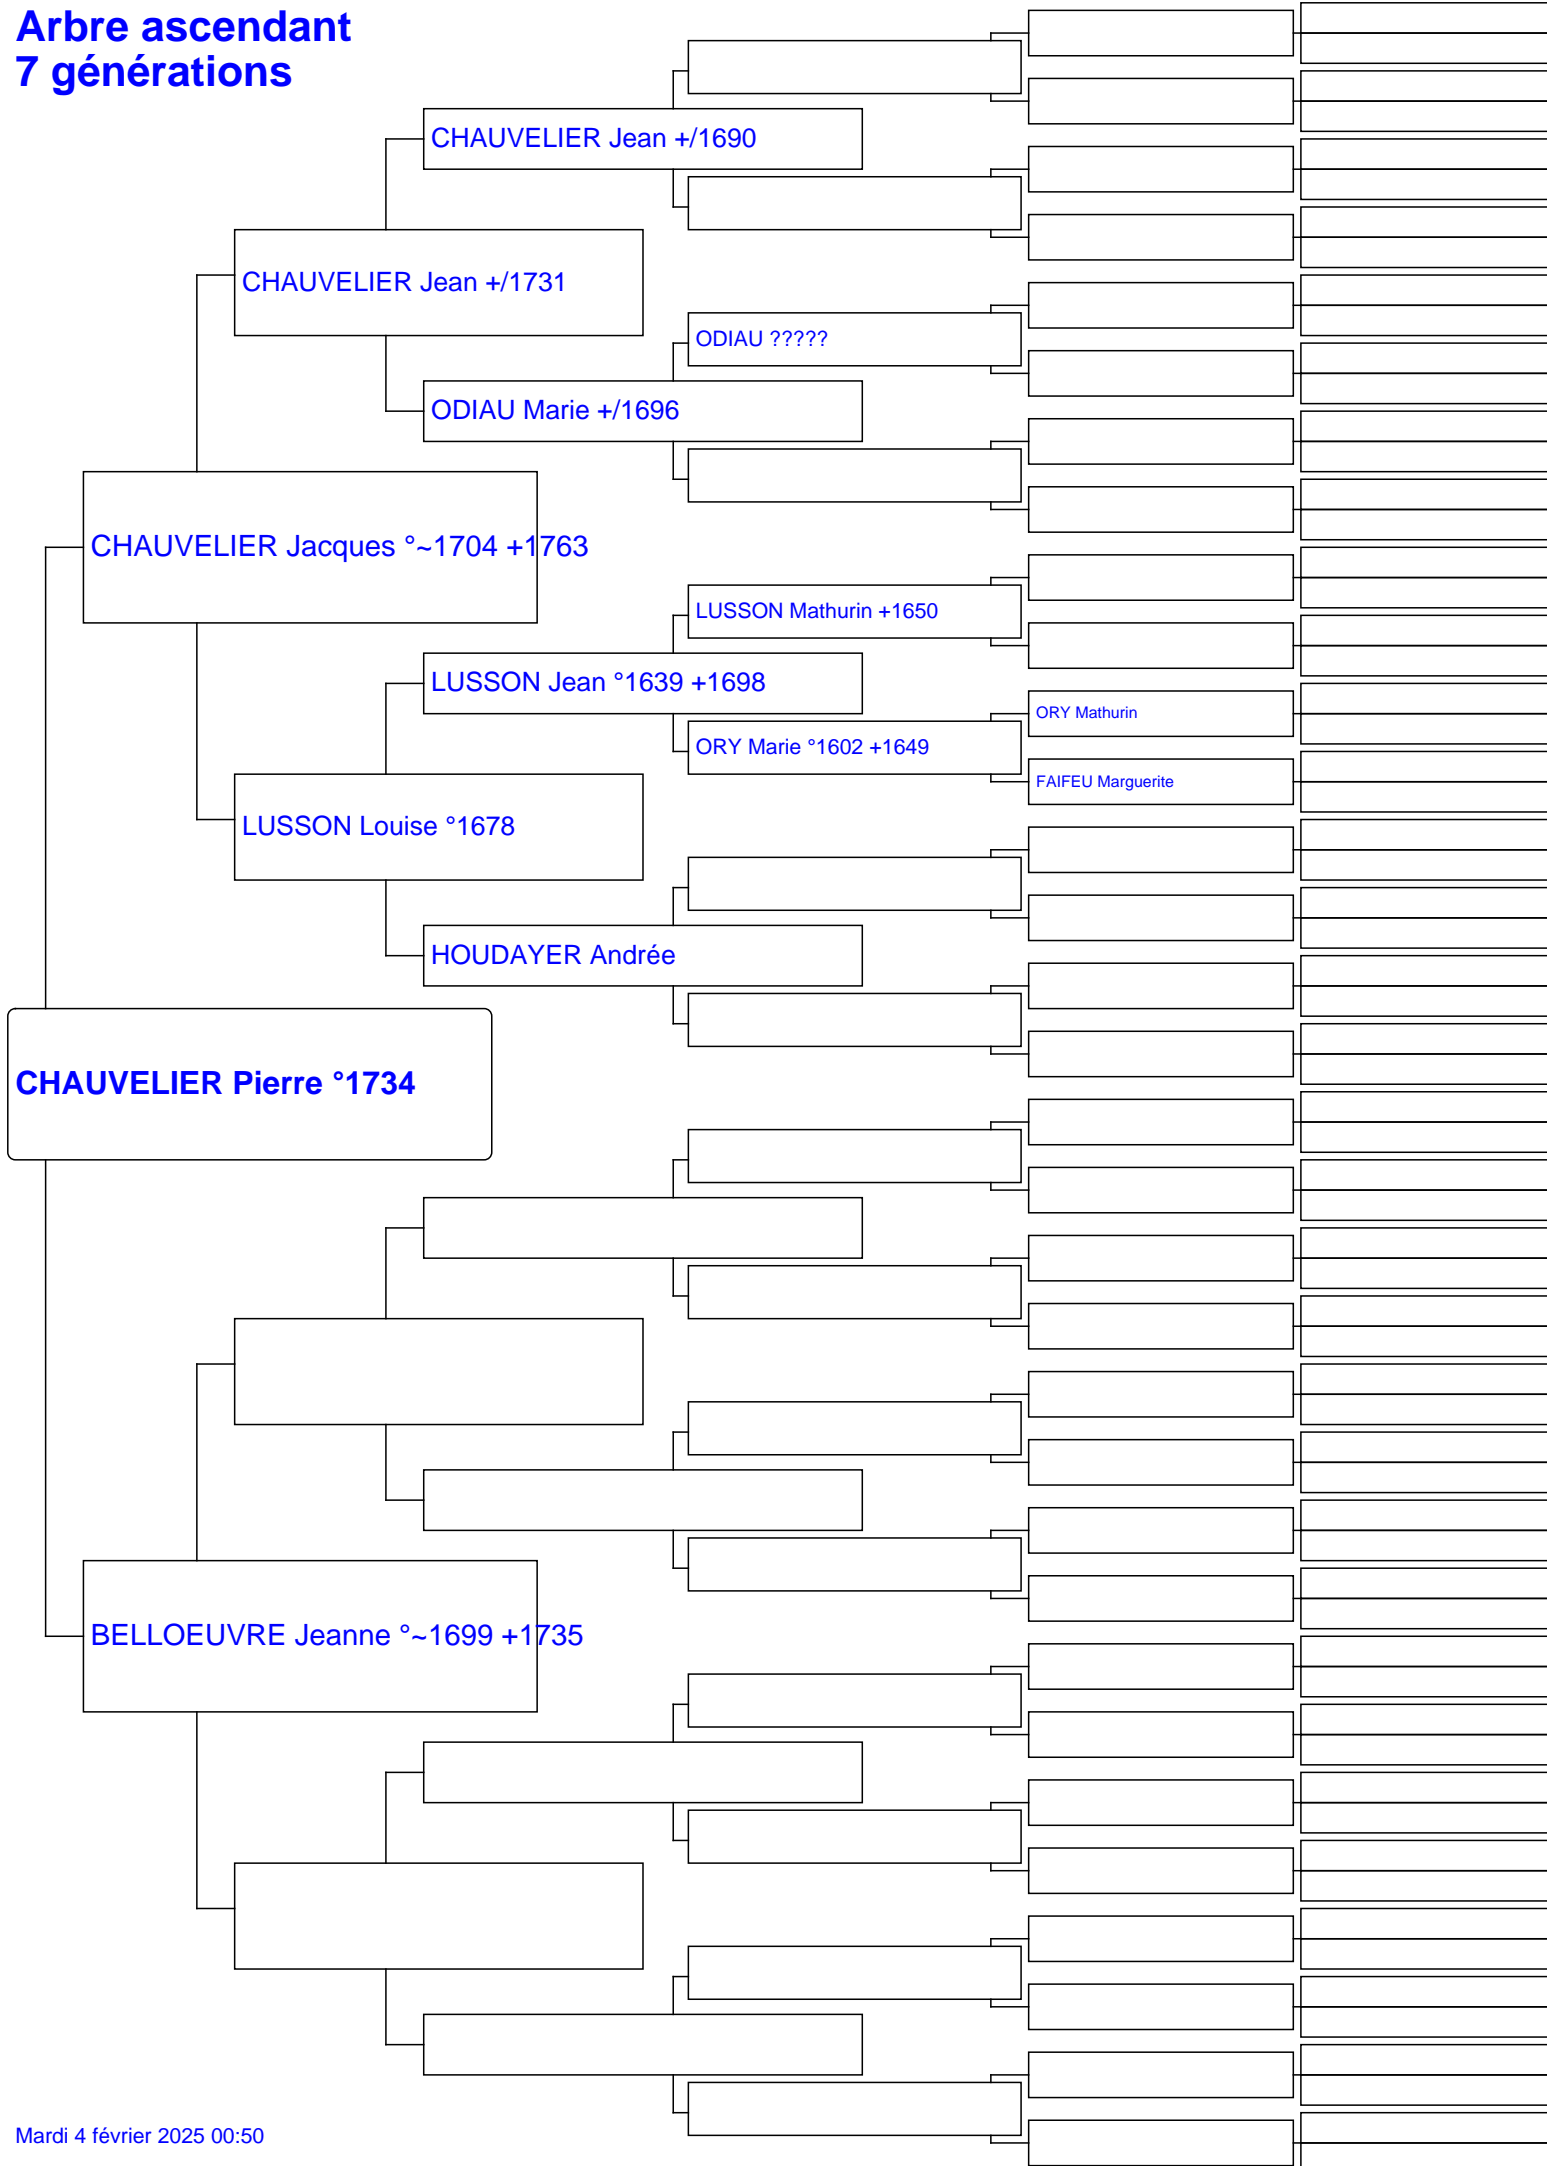 Arbre ascendant
7 générations
CHAUVELIER Jean +/1690
CHAUVELIER Jean +/1731
ODIAU ?????
ODIAU Marie +/1696
CHAUVELIER Jacques °~1704 +1763
LUSSON Mathurin +1650
LUSSON Jean °1639 +1698
ORY Mathurin
ORY Marie °1602 +1649
FAIFEU Marguerite
LUSSON Louise °1678
HOUDAYER Andrée
CHAUVELIER Pierre °1734
BELLOEUVRE Jeanne °~1699 +1735
Mardi 4 février 2025 00:50